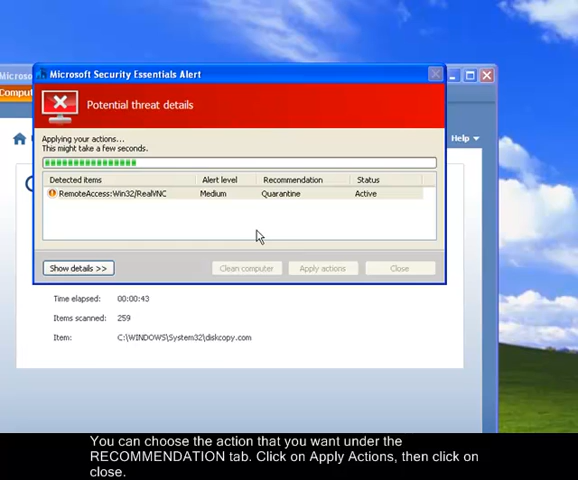 Microsoft Security Essentials Alert
Potential threat details
Applying your actions...
This might take a few seconds.
Detected items Alert level Recommendation Status
RemoteAccess:Win32/RealVNC Medium Quarantine Active
Show details >> Clean computer Apply actions Close
Help
Time elapsed: 00:00:43
Items scanned: 259
Item: C:\WINDOWS\System32\diskcopy.com
You can choose the action that you want under the
RECOMMENDATION tab. Click on Apply Actions, then click on
close.